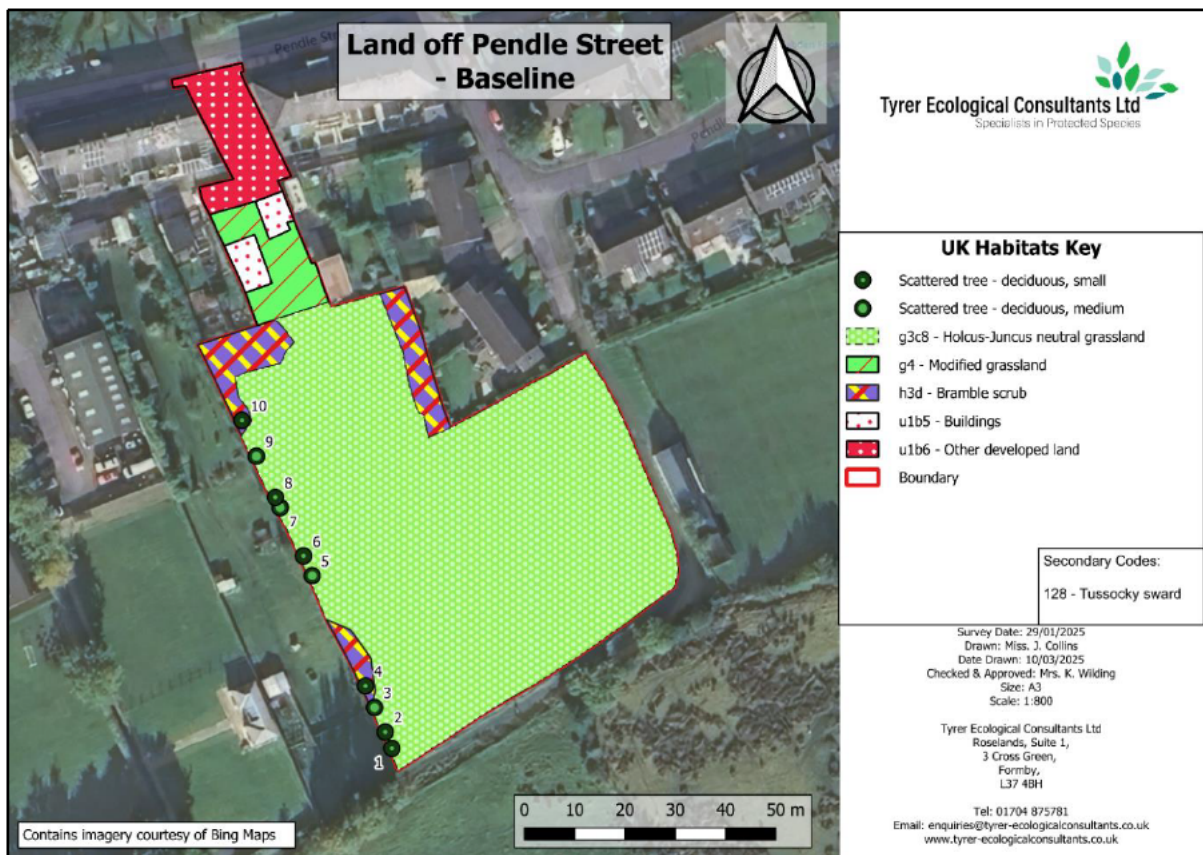 Pendle Street
Land off Pendle Street
- Baseline
Tyrer Ecological Consultants Ltd
Specialists in Protected Species
UK Habitats Key
Scattered tree - deciduous, small
Scattered tree - deciduous, medium
g3c8 - Holcus-Juncus neutral grassland
g4 - Modified grassland
h3d - Bramble scrub
u1b5 - Buildings
u1b6 - Other developed land
Boundary
Secondary Codes:
128 - Tussocky sward
10
9
8
7
6
5
4
3
2
1
Survey Date: 29/01/2025
Drawn: Miss. J. Collins
Date Drawn: 10/03/2025
Checked & Approved: Mrs. K. Wilding
Size: A3
Scale: 1:800
Tyrer Ecological Consultants Ltd
Roselands, Suite 1,
3 Cross Green,
Formby,
L37 4BH
Tel: 01704 875781
Email: enquiries@tyrer-ecologicalconsultants.co.uk
www.tyrer-ecologicalconsultants.co.uk
0 10 20 30 40 50 m
Contains imagery courtesy of Bing Maps